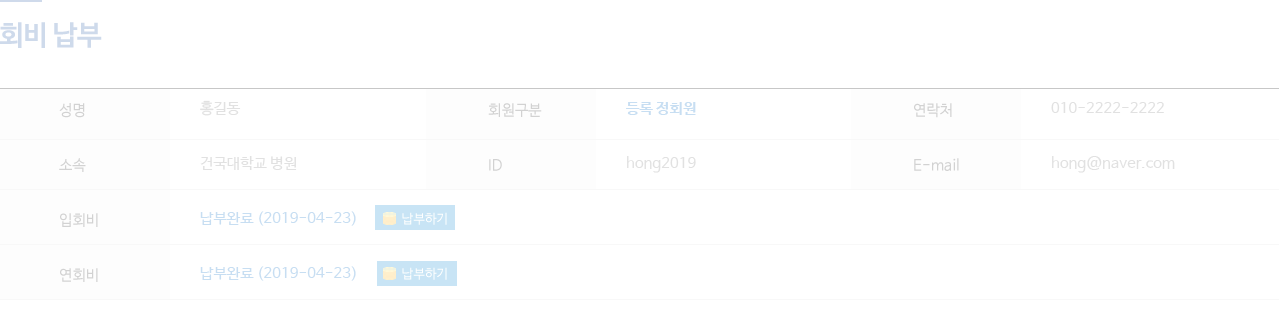 회비 납부
성명 홍길동 회원구분 등록 정회원 연락처 010-2222-2222
소속 건국대학교 병원 ID hong2019 E-mail hong@naver.com
입회비 납부완료 (2019-04-23) 납부하기
연회비 납부완료 (2019-04-23) 납부하기